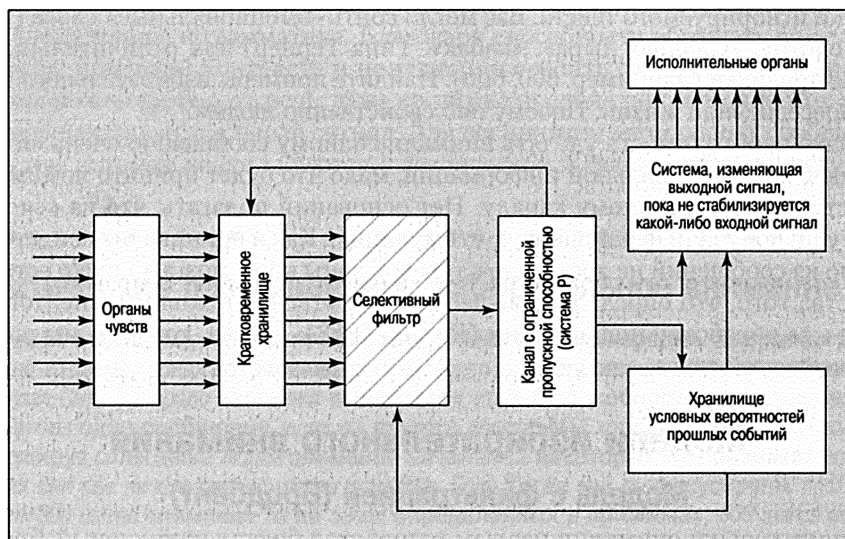 Исполнительные органы
Система, изменяющая
выходной сигнал,
пока не стабилизируется
какой-либо входной сигнал
Органы
чувств
Кратковременное
хранилище
Селективный
фильтр
Канал с ограниченной
пропускной способностью
(система P)
Хранилище
условных вероятностей
прошлых событий